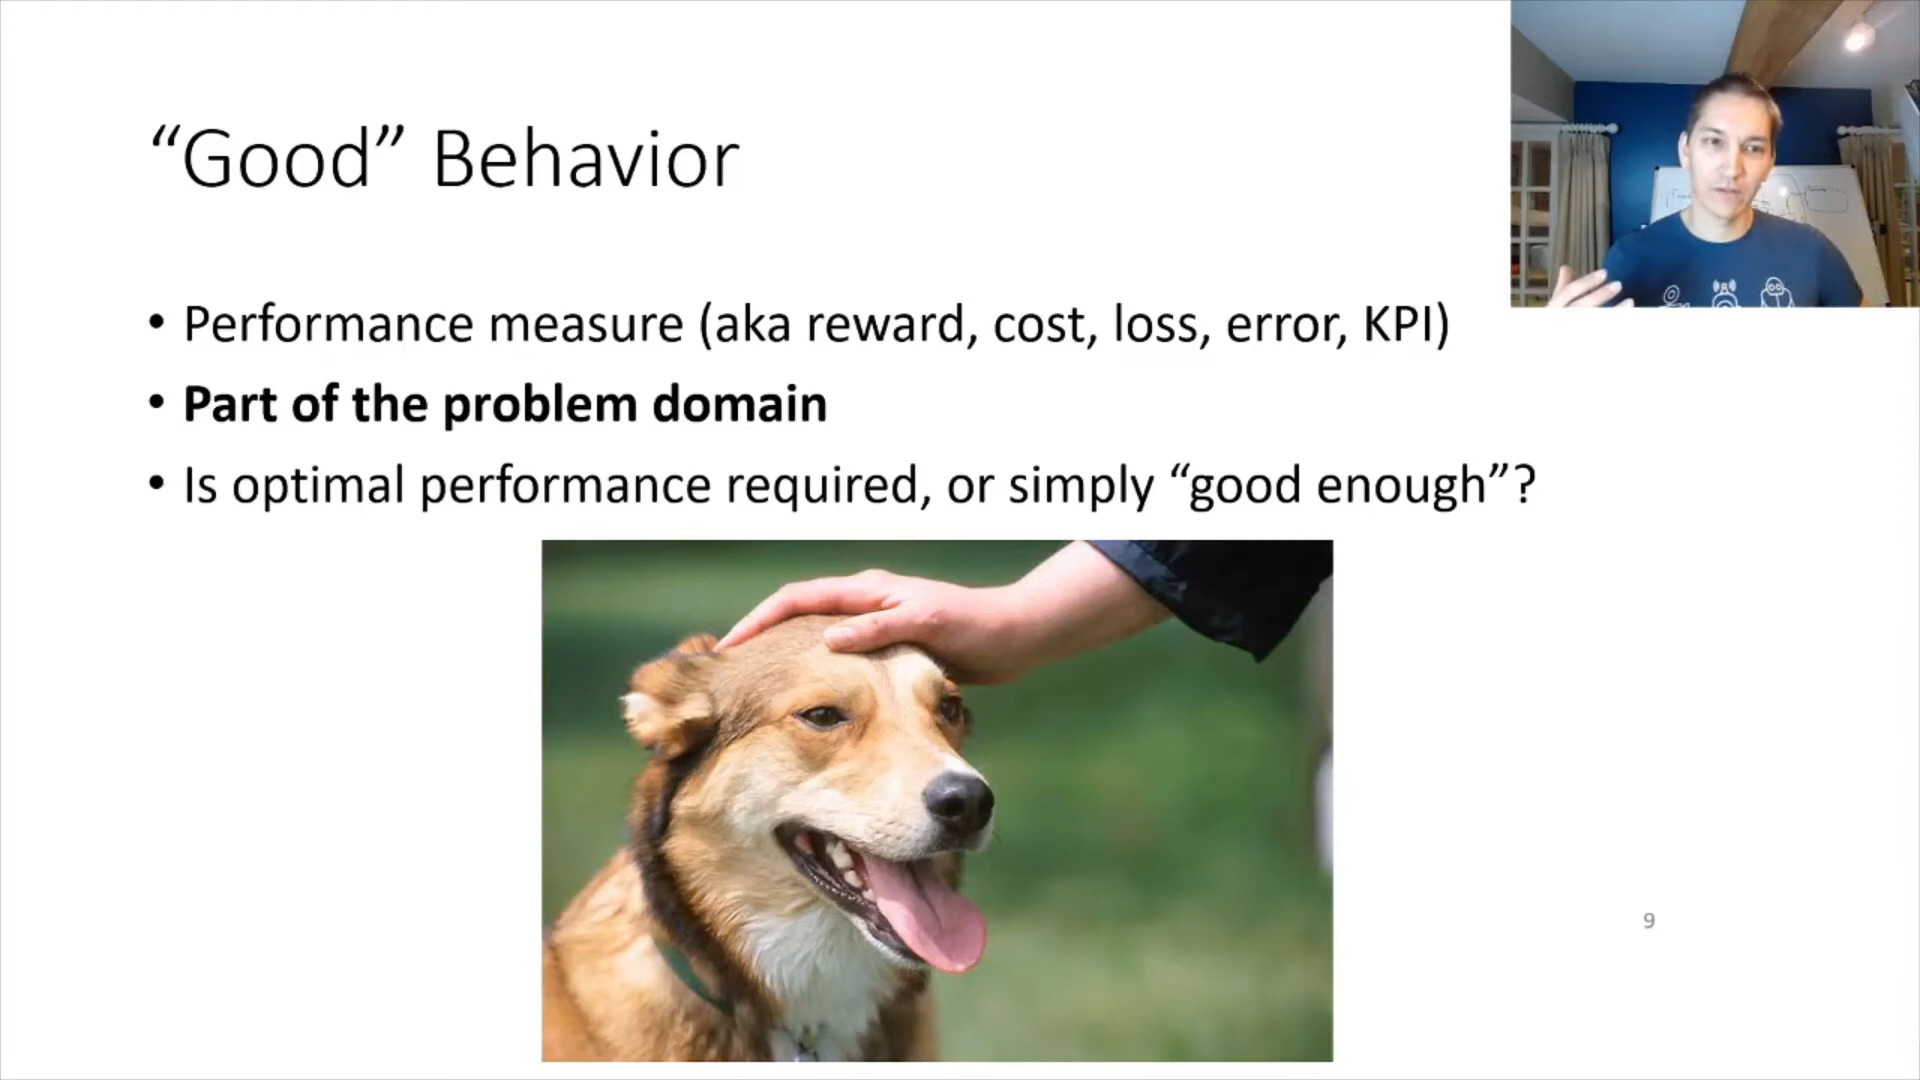 “Good” Behavior
• Performance measure (aka reward, cost, loss, error, KPI)
• Part of the problem domain
• Is optimal performance required, or simply “good enough”?
9